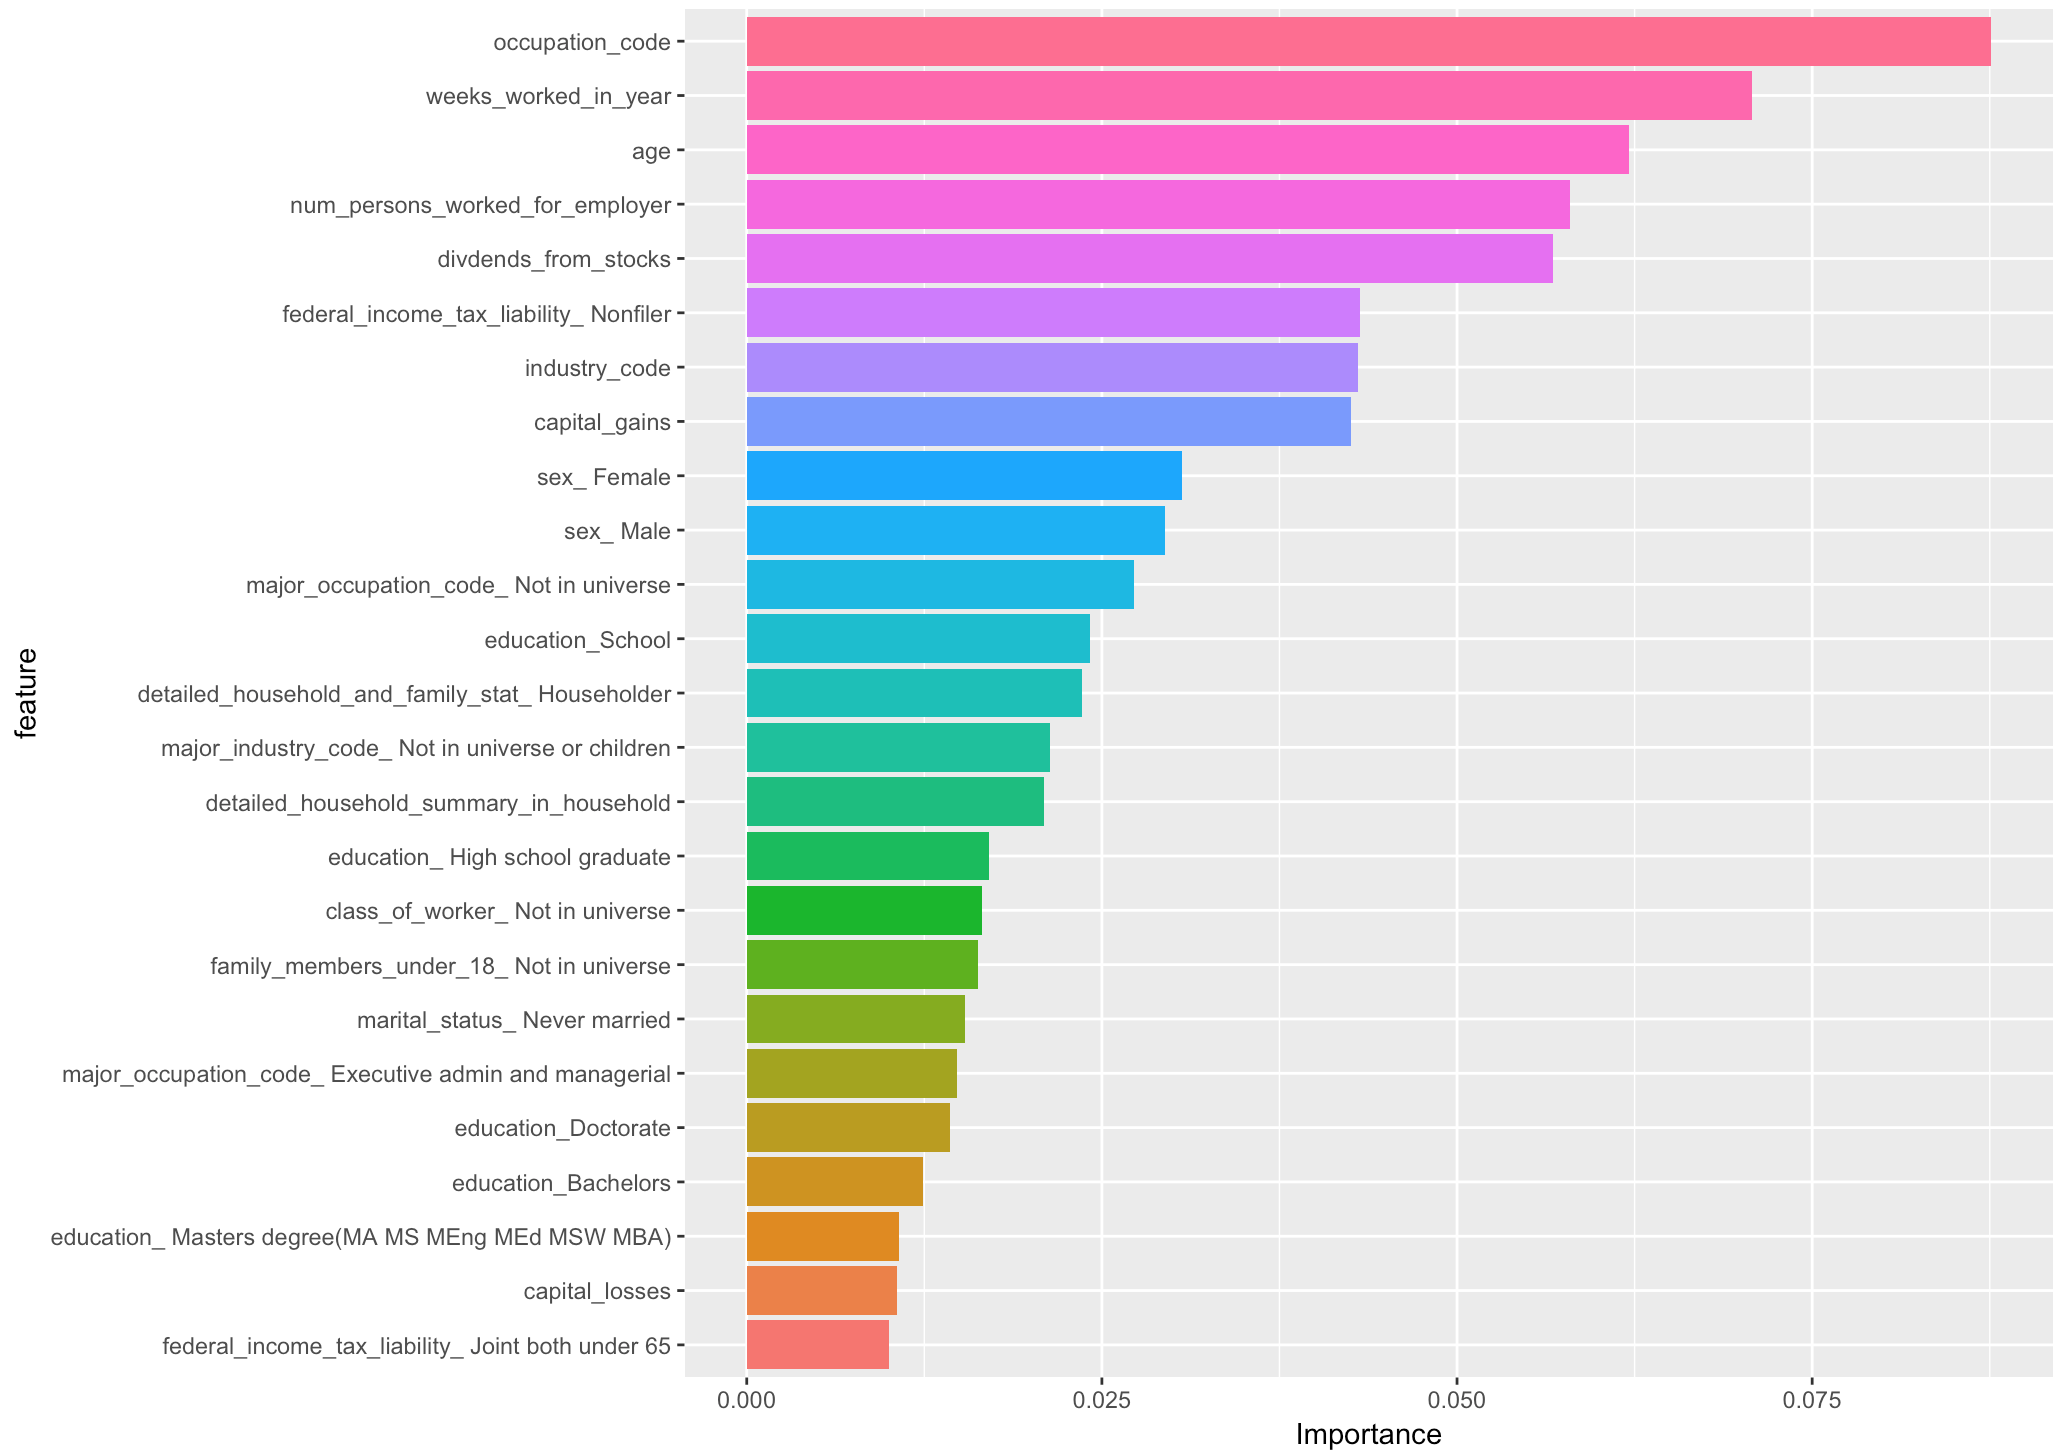 occupation_code
weeks_worked_in_year
age
num_persons_worked_for_employer
divdends_from_stocks
federal_income_tax_liability_ Nonfiler
industry_code
capital_gains
sex_ Female
sex_ Male
major_occupation_code_ Not in universe
education_School
detailed_household_and_family_stat_ Householder
major_industry_code_ Not in universe or children
detailed_household_summary_in_household
education_ High school graduate
class_of_worker_ Not in universe
family_members_under_18_ Not in universe
marital_status_ Never married
major_occupation_code_ Executive admin and managerial
education_Doctorate
education_Bachelors
education_ Masters degree(MA MS MEng MEd MSW MBA)
capital_losses
federal_income_tax_liability_ Joint both under 65
feature
0.000 0.025 0.050 0.075
Importance